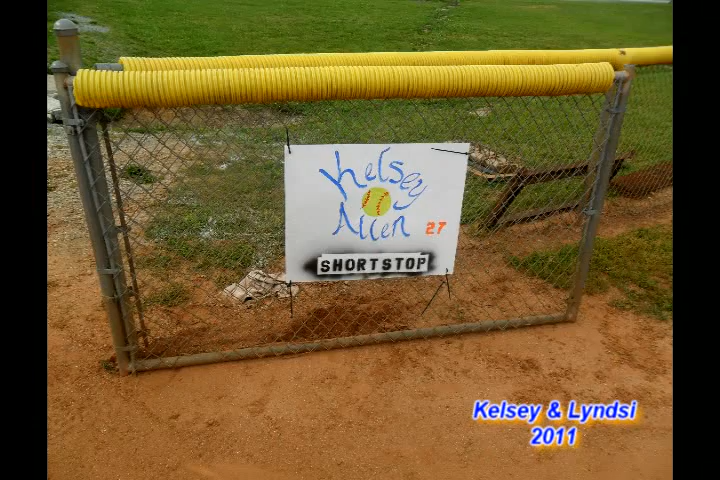 Kelsey
Allen
27
SHORTSTOP
Kelsey & Lyndsi
2011